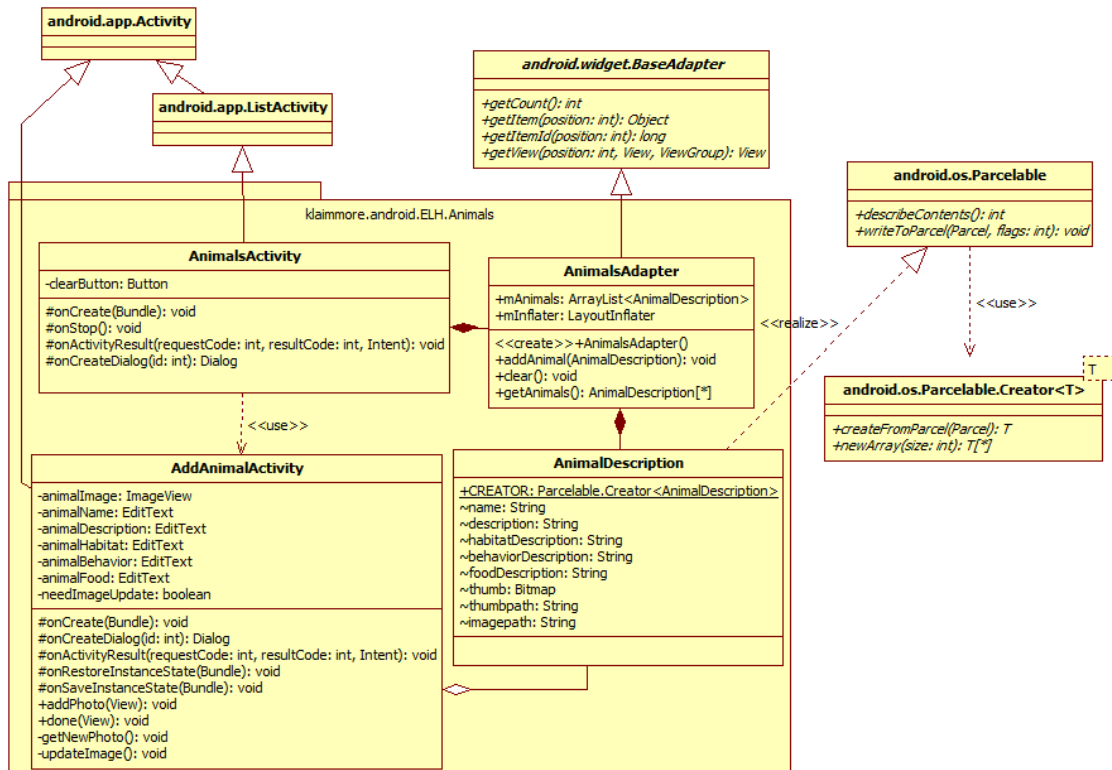 android.app.Activity
android.app.ListActivity
android.widget.BaseAdapter
+getCount(): int
+getItem(position: int): Object
+getItemId(position: int): long
+getView(position: int, View, ViewGroup): View
android.os.Parcelable
+describeContents(): int
+writeToParcel(Parcel, flags: int): void
klaimmore.android.ELH.Animals
AnimalsActivity
-clearButton: Button
#onCreate(Bundle): void
#onStop(): void
#onActivityResult(requestCode: int, resultCode: int, Intent): void
#onCreateDialog(id: int): Dialog
AnimalsAdapter
+mAnimals: ArrayList<AnimalDescription>
+mInflater: LayoutInflater
<<create>>+AnimalsAdapter()
+addAnimal(AnimalDescription): void
+clear(): void
+getAnimals(): AnimalDescription[*]
<<realize>>
<<use>>
T
android.os.Parcelable.Creator<T>
+createFromParcel(Parcel): T
+newArray(size: int): T[*]
<<use>>
AddAnimalActivity
-animalImage: ImageView
-animalName: EditText
-animalDescription: EditText
-animalHabitat: EditText
-animalBehavior: EditText
-animalFood: EditText
-needImageUpdate: boolean
#onCreate(Bundle): void
#onCreateDialog(id: int): Dialog
#onActivityResult(requestCode: int, resultCode: int, Intent): void
#onRestoreInstanceState(Bundle): void
#onSaveInstanceState(Bundle): void
+addPhoto(View): void
+done(View): void
-getNewPhoto(): void
-updateImage(): void
AnimalDescription
+CREATOR: Parcelable.Creator<AnimalDescription>
~name: String
~description: String
~habitatDescription: String
~behaviorDescription: String
~foodDescription: String
~thumb: Bitmap
~thumbpath: String
~imagepath: String